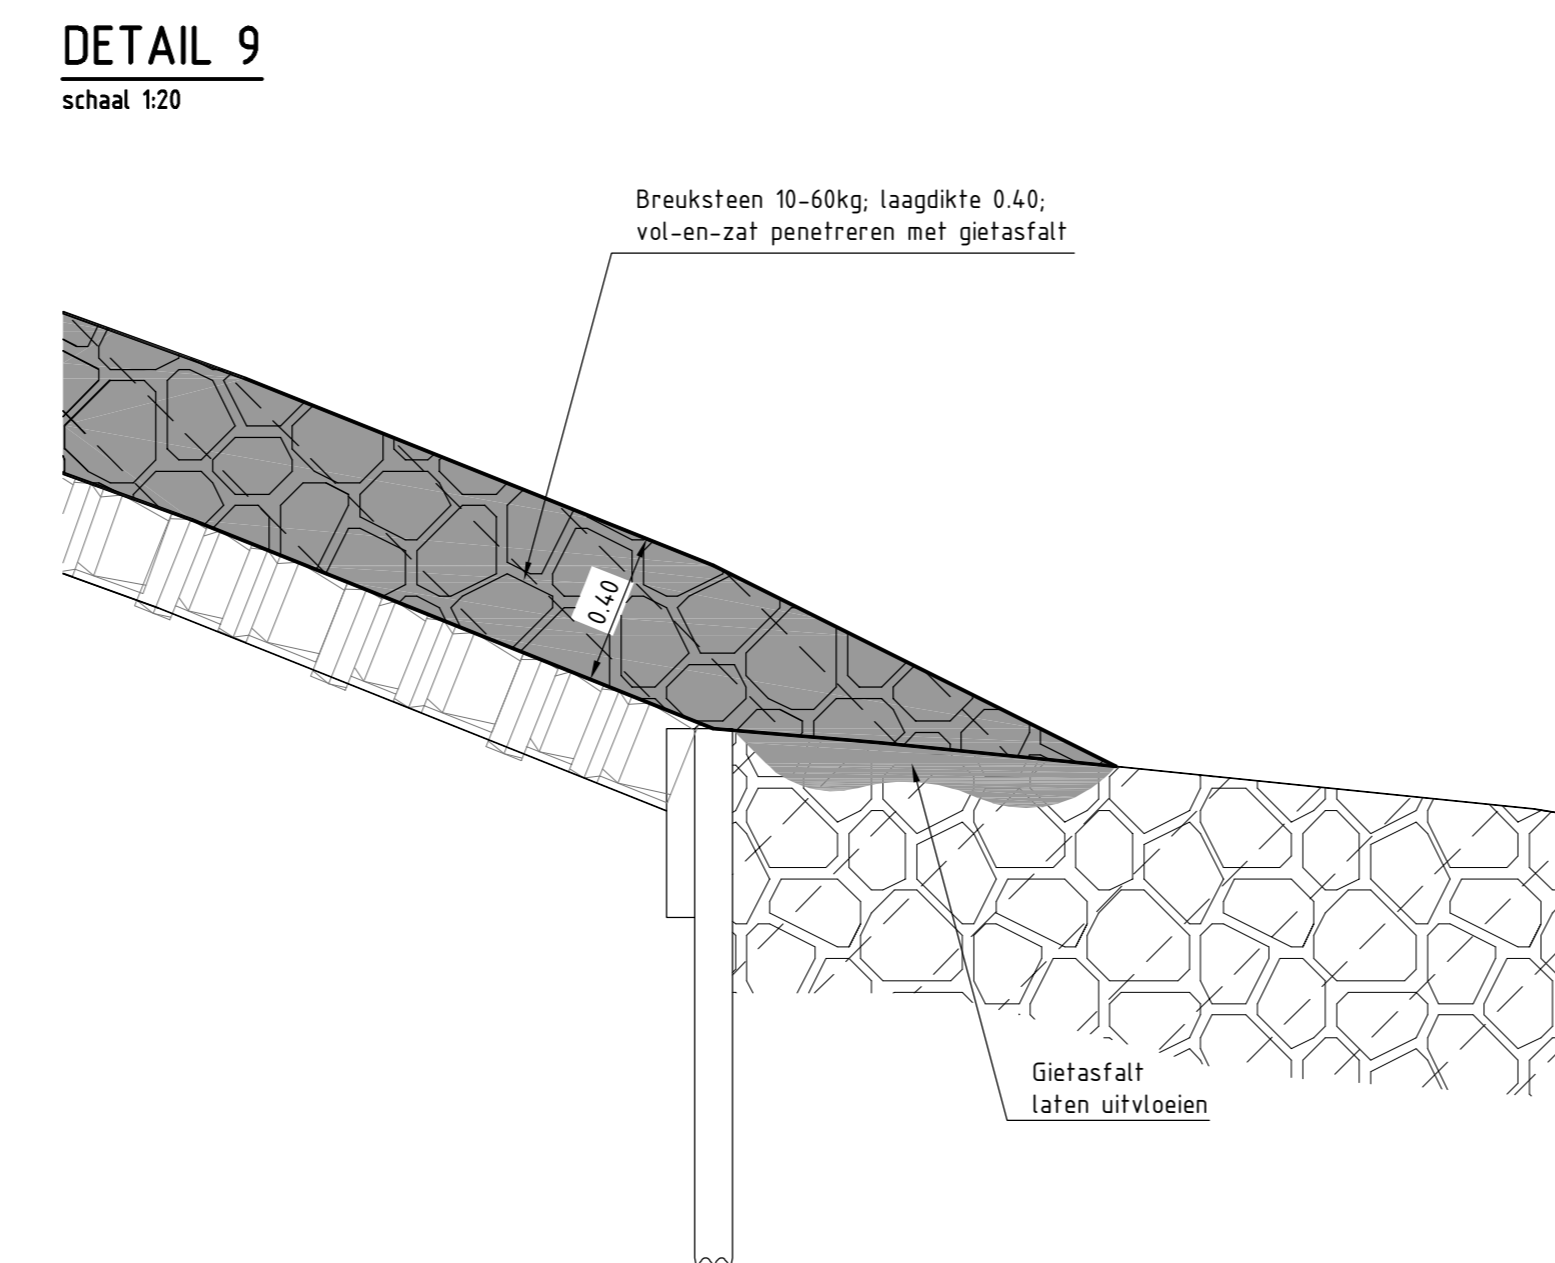 DETAIL 9
schaal 1:20
Breuksteen 10-60kg; laagdikte 0.40;
vol-en-zat penetreren met gietasfalt
0.40
Gietasfalt
laten uitvloeien